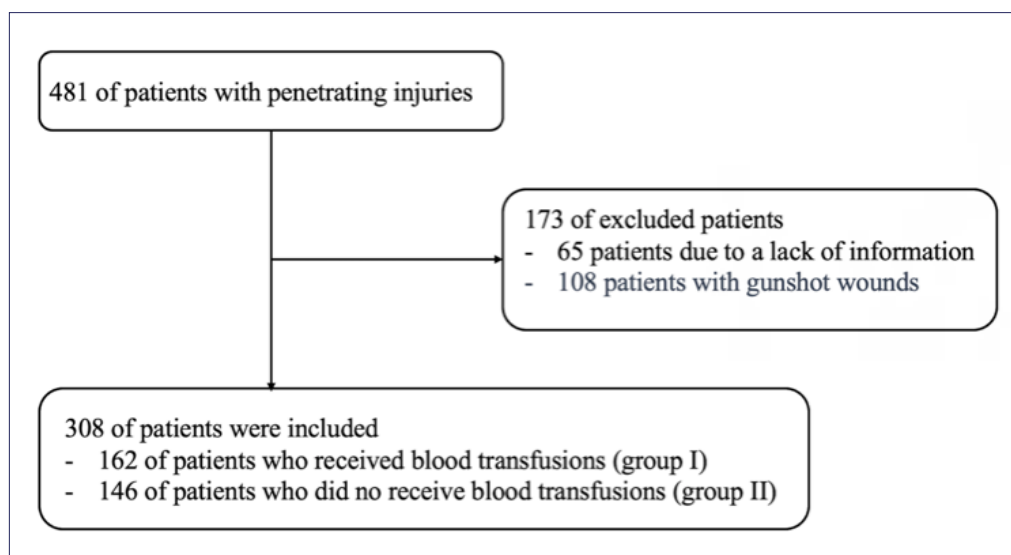 481 of patients with penetrating injuries
173 of excluded patients
- 65 patients due to a lack of information
- 108 patients with gunshot wounds
308 of patients were included
- 162 of patients who received blood transfusions (group I)
- 146 of patients who did no receive blood transfusions (group II)